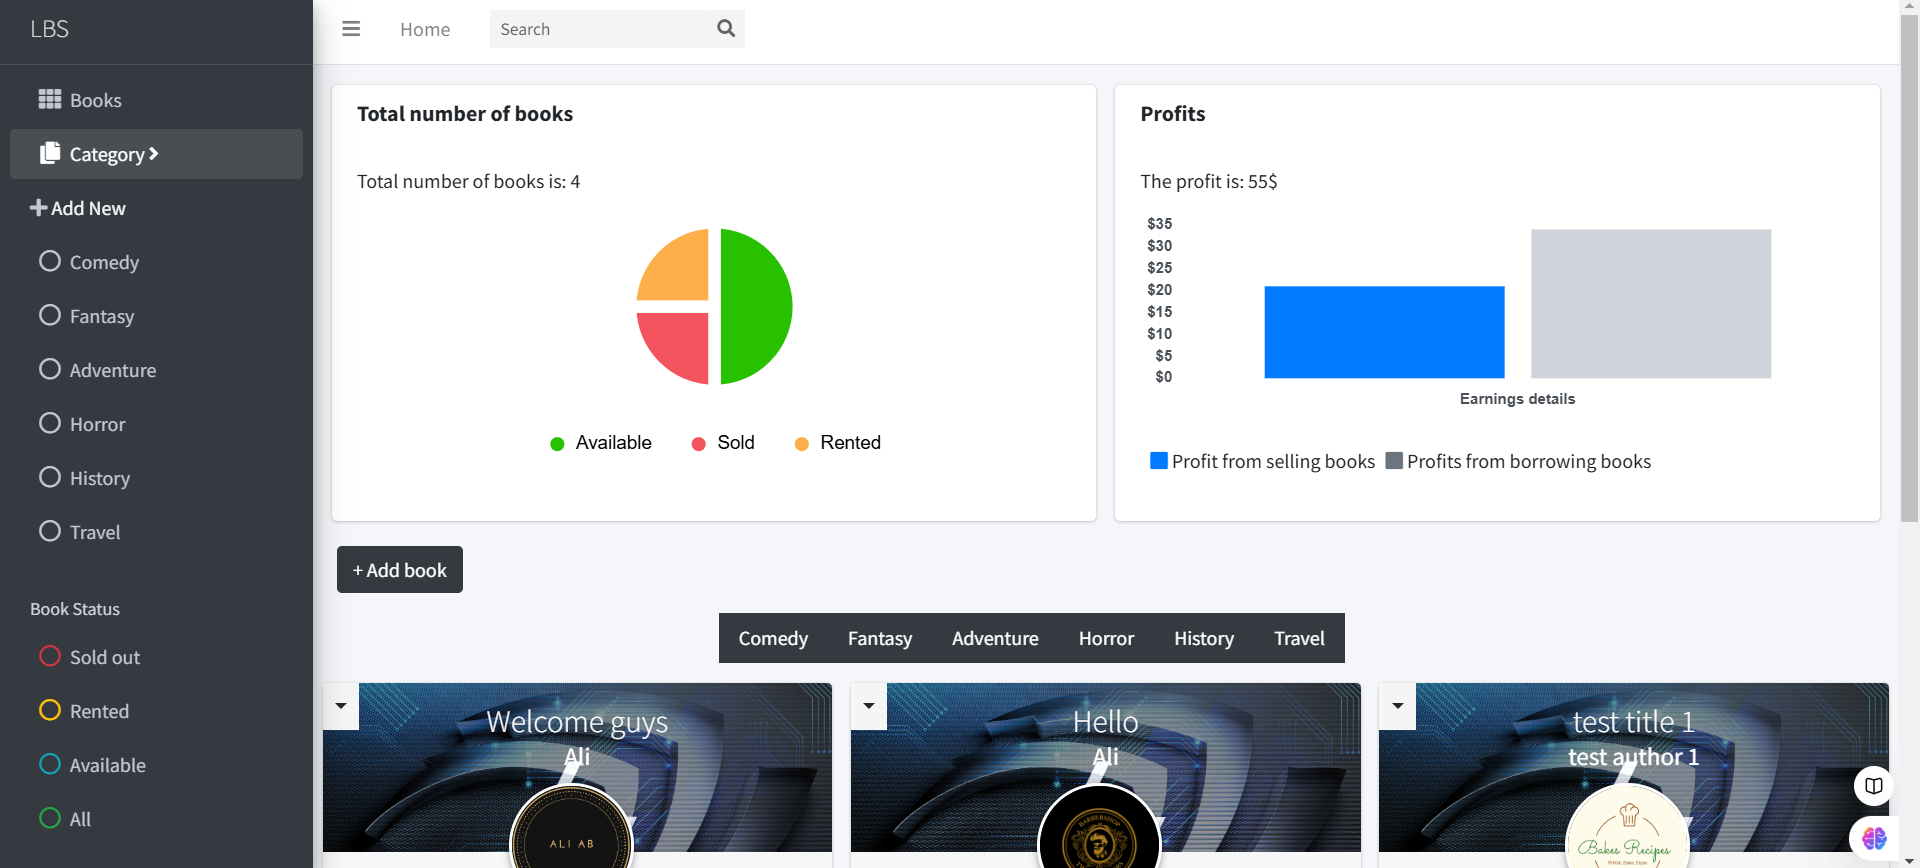 LBS
Home
Search
Books
Category
Add New
Comedy
Fantasy
Adventure
Horror
History
Travel
Book Status
Sold out
Rented
Available
All
Total number of books
Total number of books is: 4
Available
Sold
Rented
Profits
The profit is: 55$
$35
$30
$25
$20
$15
$10
$5
$0
Earnings details
Profit from selling books
Profits from borrowing books
+ Add book
Comedy
Fantasy
Adventure
Horror
History
Travel
Welcome guys
Ali
ALI AB
Hello
Ali
BARBERSHOP
test title 1
test author 1
Bakes Recipes